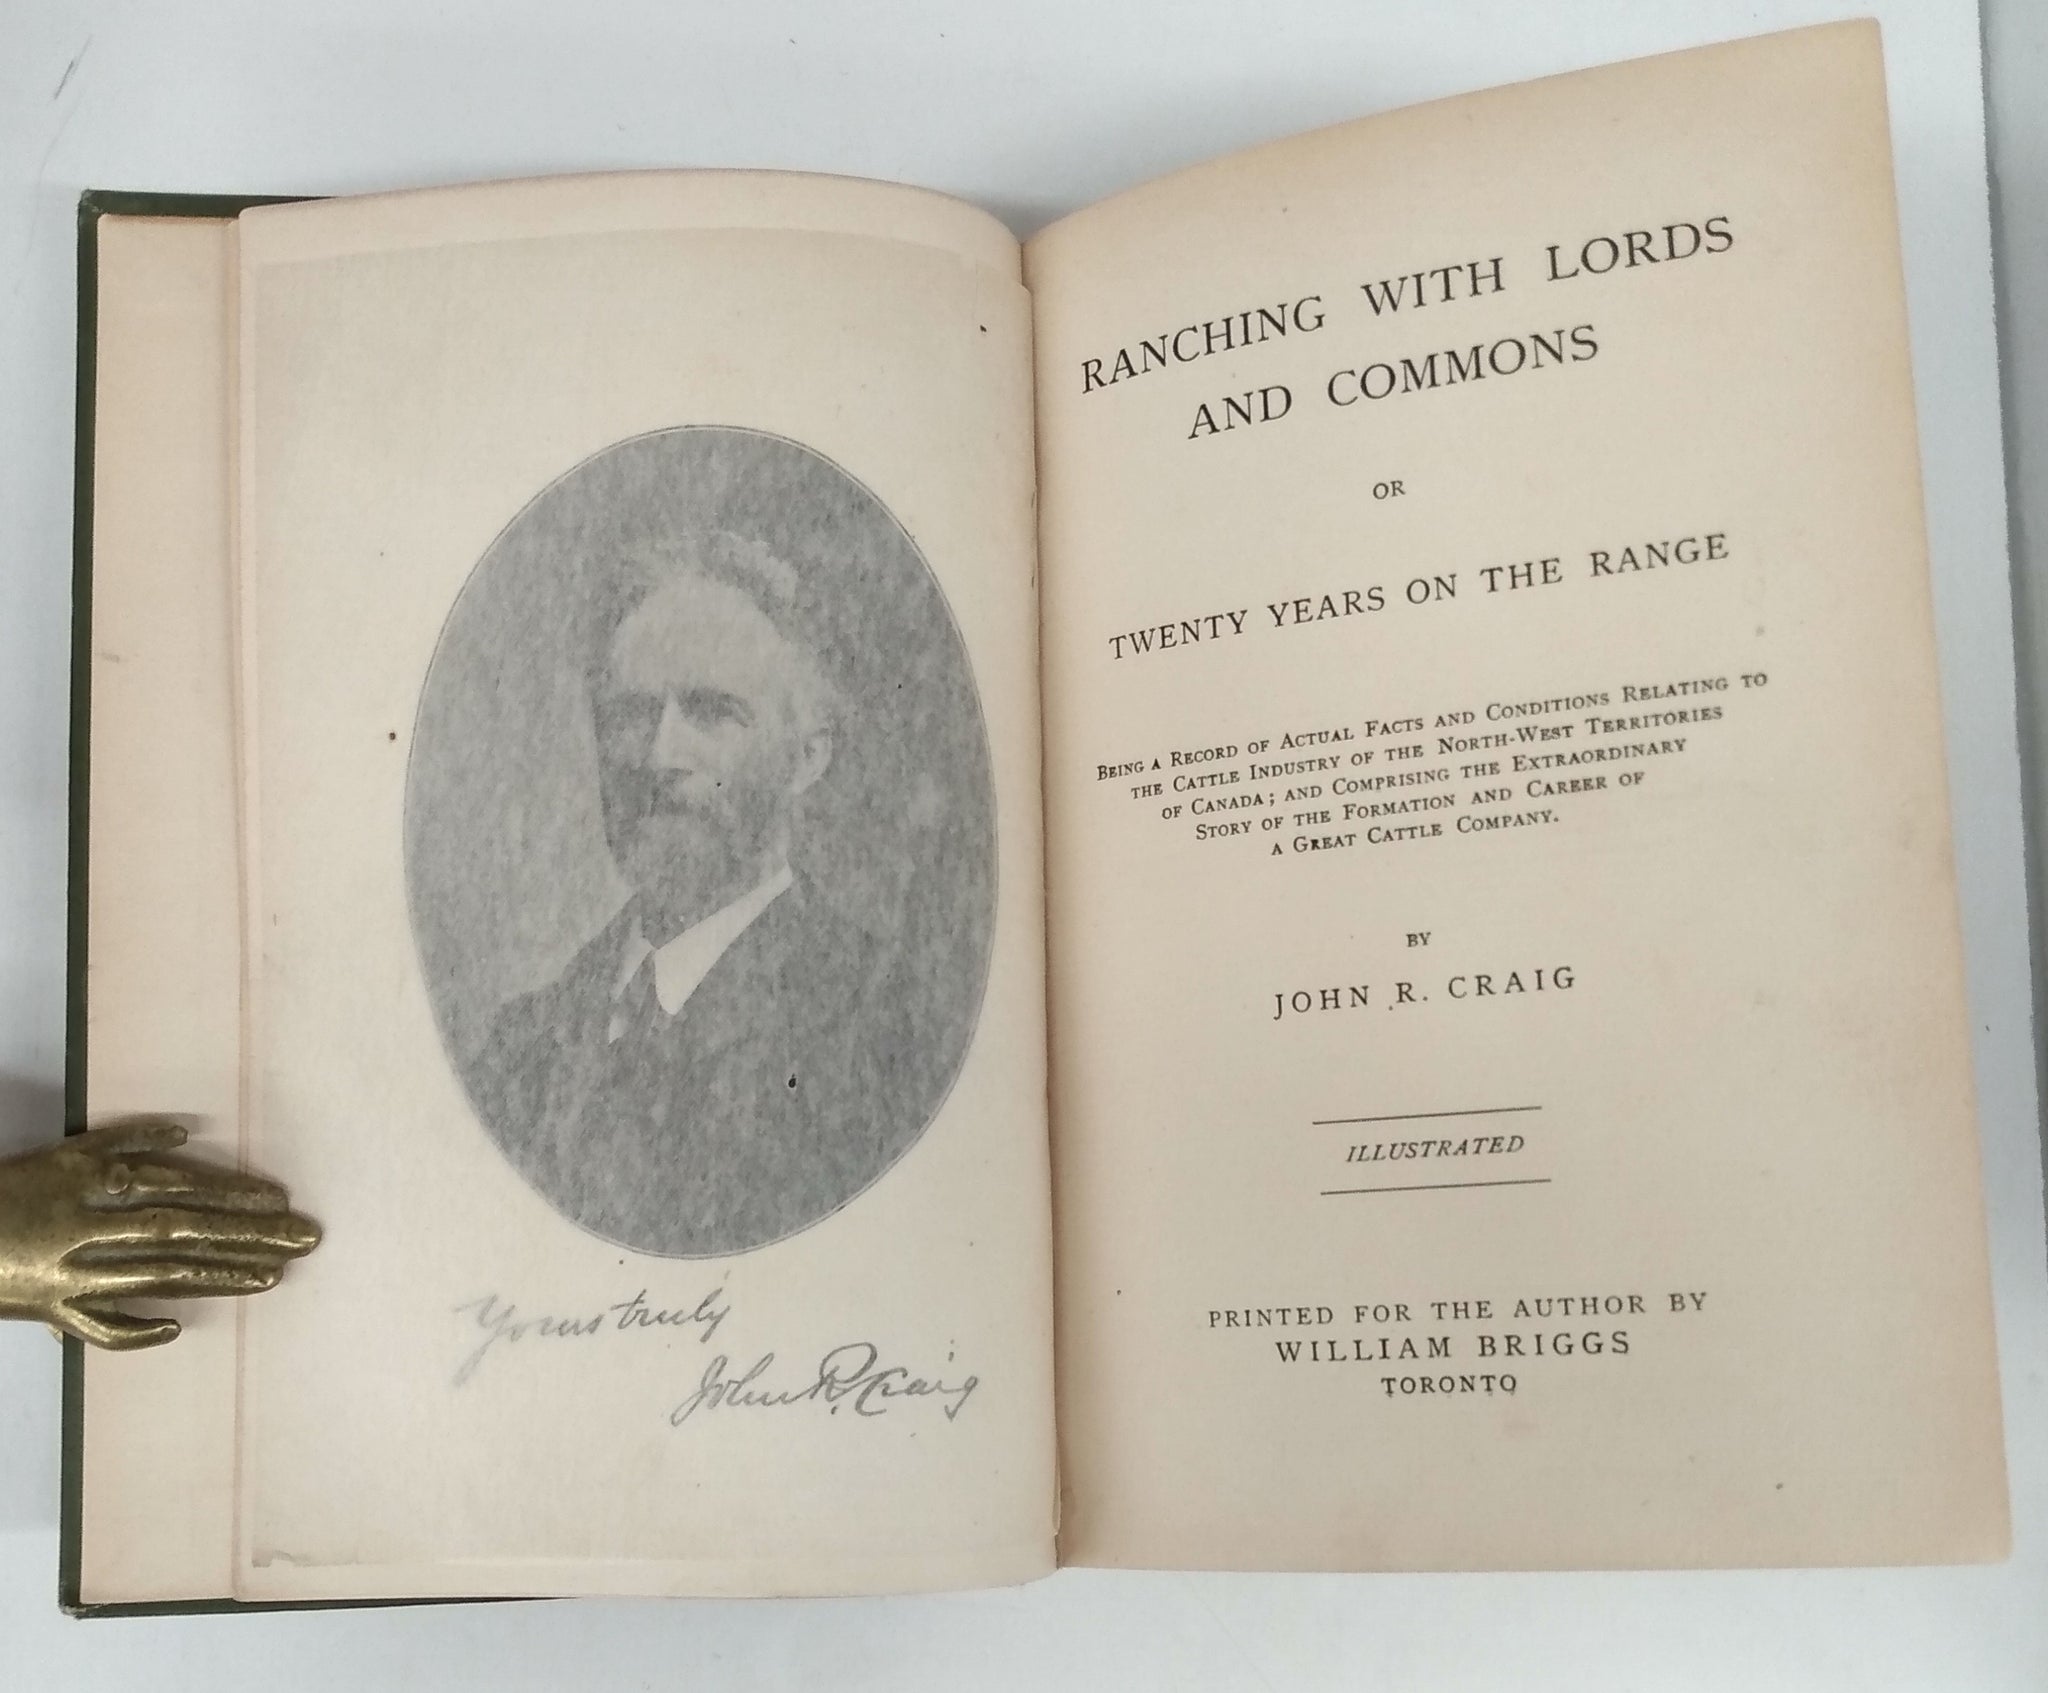 Yours truly
John R. Craig
RANCHING WITH LORDS
AND COMMONS
OR
TWENTY YEARS ON THE RANGE
BEING A RECORD OF ACTUAL FACTS AND CONDITIONS RELATING TO
THE CATTLE INDUSTRY OF THE NORTH-WEST TERRITORIES
OF CANADA; AND COMPRISING THE EXTRAORDINARY
STORY OF THE FORMATION AND CAREER OF
A GREAT CATTLE COMPANY.
BY
JOHN R. CRAIG
ILLUSTRATED
PRINTED FOR THE AUTHOR BY
WILLIAM BRIGGS
TORONTO